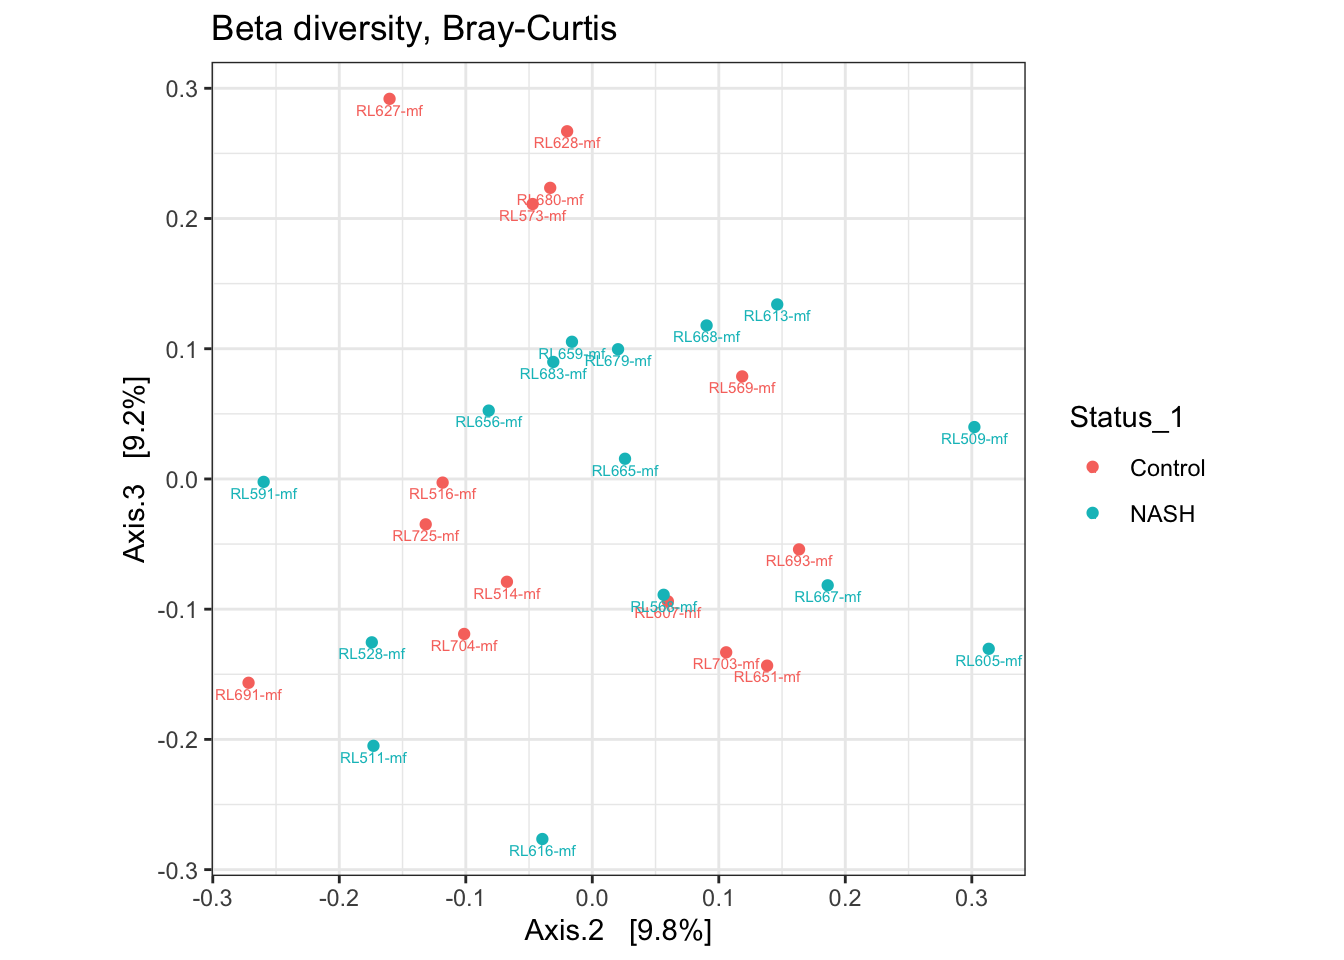 Beta diversity, Bray-Curtis
0.3
0.2
0.1
0.0
-0.1
-0.2
-0.3
Axis.3 [9.2%]
RL627-mf
RL628-mf
RL680-mf
RL573-mf
RL613-mf
RL668-mf
RL659-mf
RL679-mf
RL683-mf
RL569-mf
RL656-mf
RL509-mf
RL665-mf
RL591-mf
RL516-mf
RL725-mf
RL693-mf
RL514-mf
RL667-mf
RL607-mf
RL704-mf
RL528-mf
RL703-mf
RL605-mf
RL651-mf
RL691-mf
RL511-mf
RL616-mf
-0.3
-0.2
-0.1
0.0
0.1
0.2
0.3
Axis.2 [9.8%]
Status_1
Control
NASH